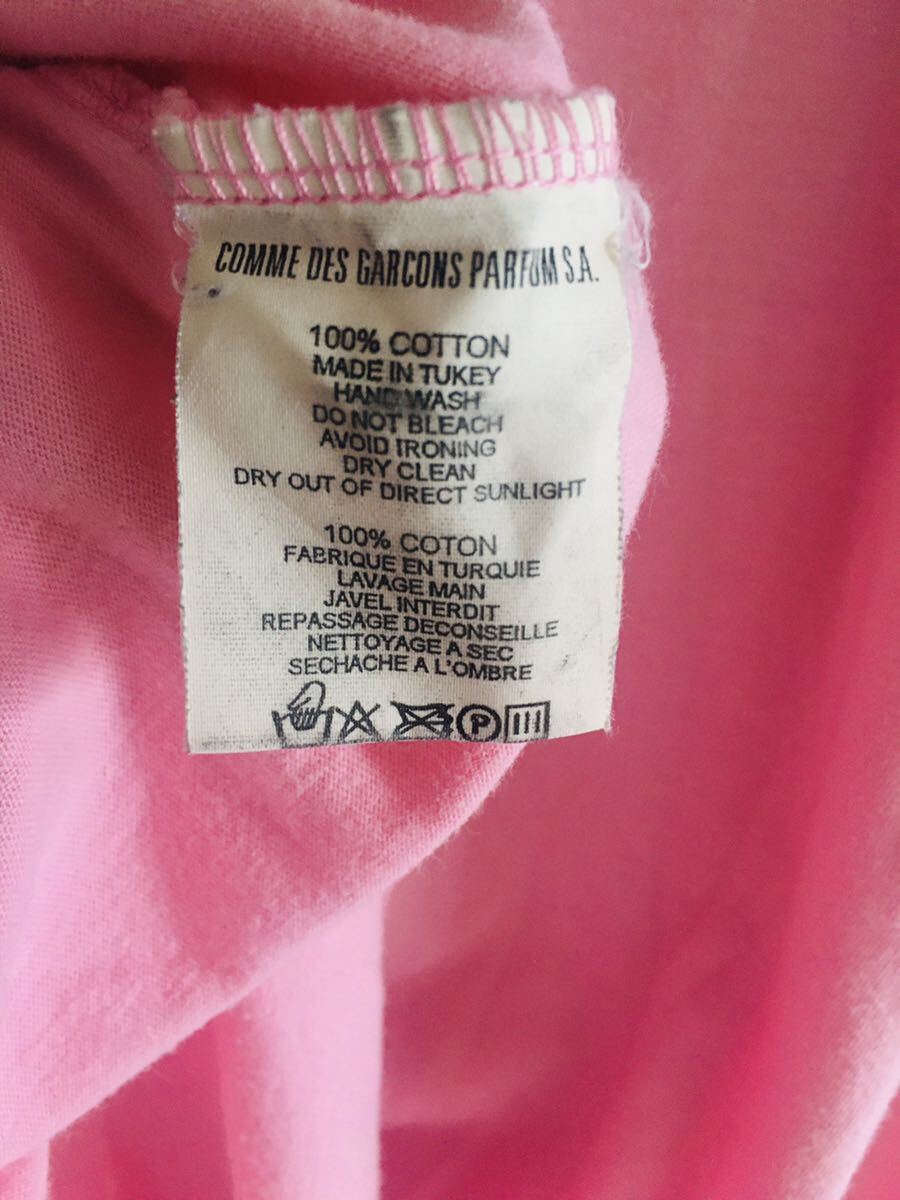 COMME DES GARCONS PARFUM S.A.
100% COTTON
MADE IN TUKEY
HAND WASH
DO NOT BLEACH
AVOID IRONING
DRY CLEAN
DRY OUT OF DIRECT SUNLIGHT
100% COTON
FABRIQUE EN TURQUIE
LAVAGE MAIN
JAVEL INTERDIT
REPASSAGE DECONSEILLE
NETTOYAGE A SEC
SECHACHE A L'OMBRE
P